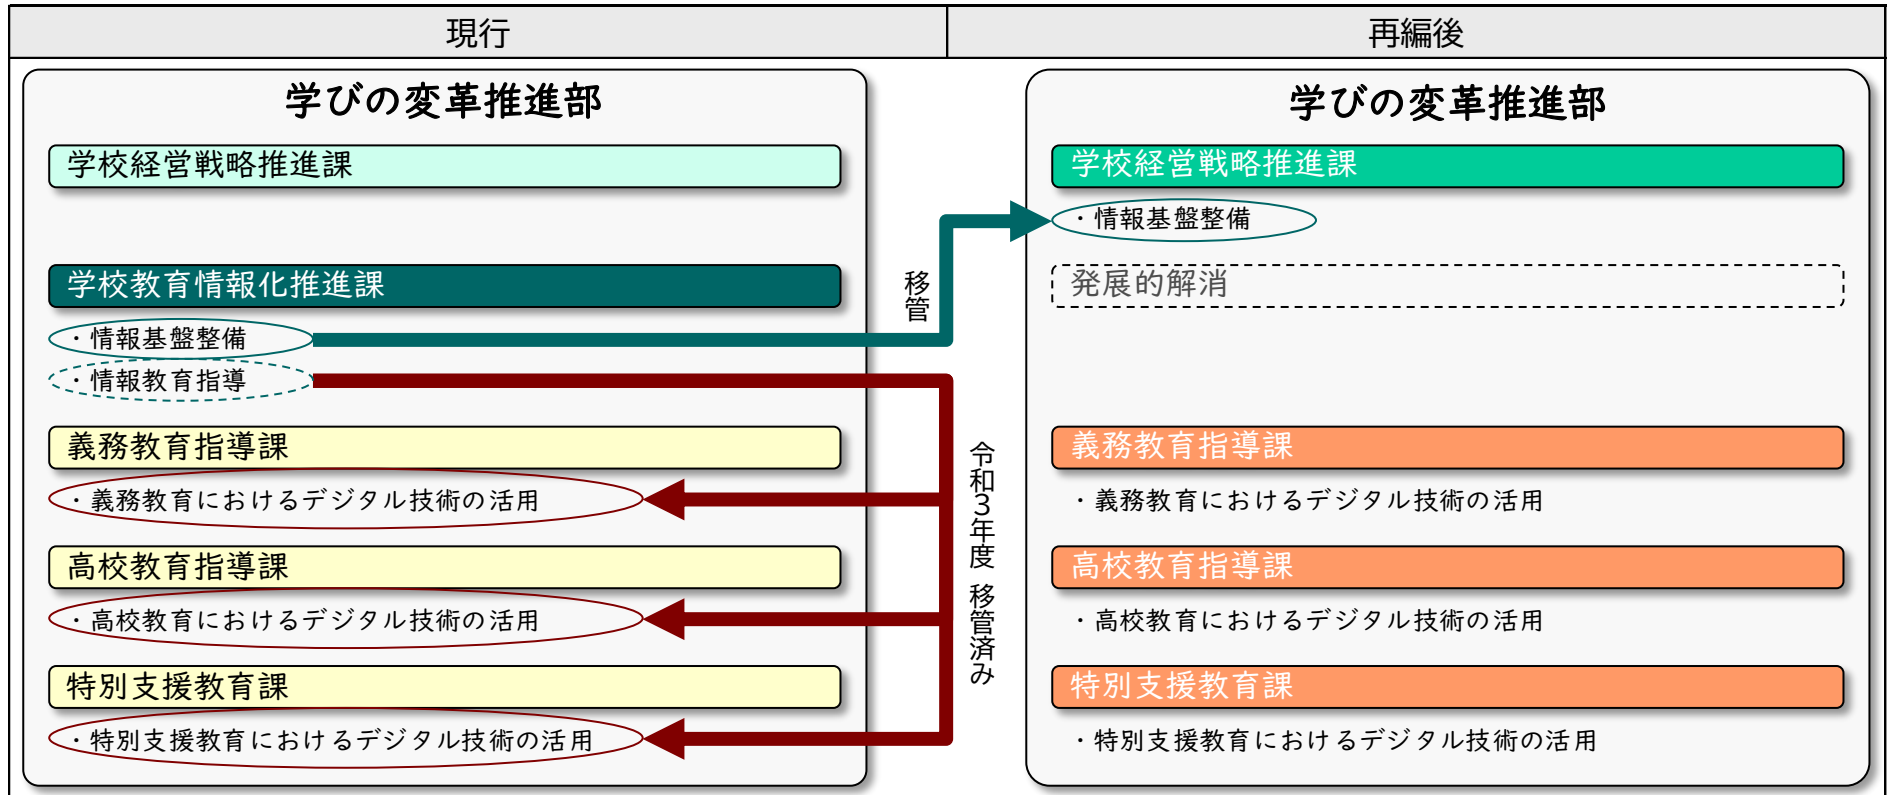 現行
再編後
学びの変革推進部
学校経営戦略推進課
学校教育情報化推進課
・情報基盤整備
・情報教育指導
義務教育指導課
・義務教育におけるデジタル技術の活用
高校教育指導課
・高校教育におけるデジタル技術の活用
特別支援教育課
・特別支援教育におけるデジタル技術の活用
移管
令和3年度 移管済み
学びの変革推進部
学校経営戦略推進課
・情報基盤整備
発展的解消
義務教育指導課
・義務教育におけるデジタル技術の活用
高校教育指導課
・高校教育におけるデジタル技術の活用
特別支援教育課
・特別支援教育におけるデジタル技術の活用